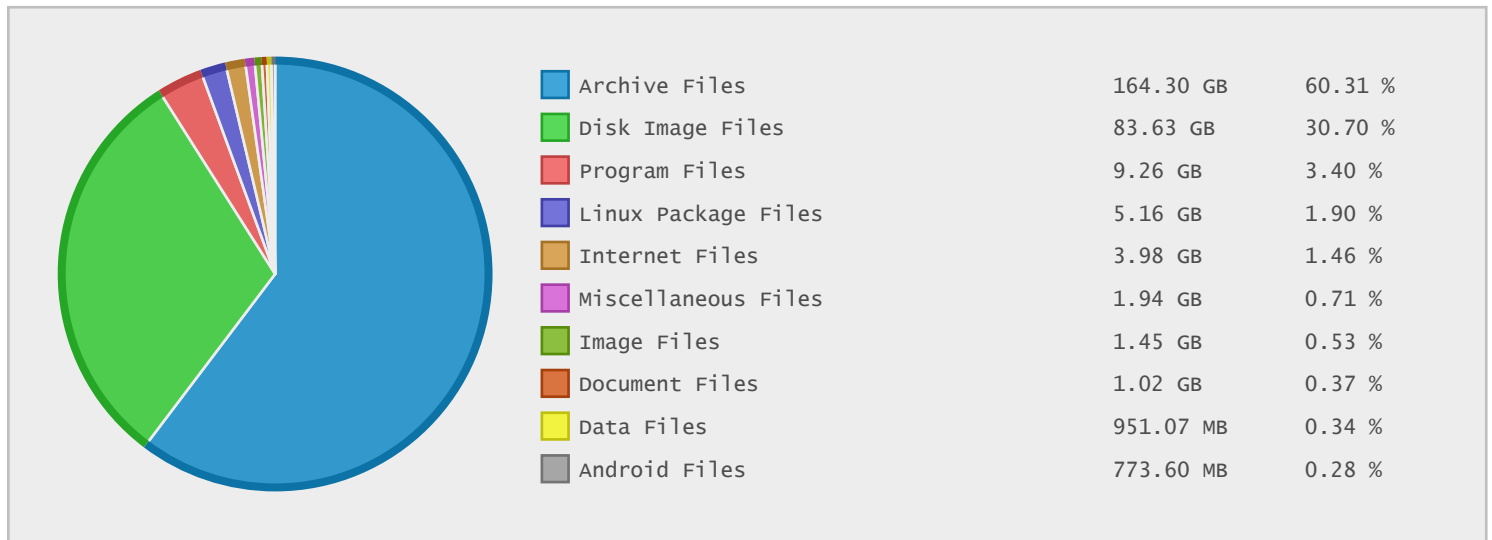 Archive Files 164.30 GB 60.31 %
Disk Image Files 83.63 GB 30.70 %
Program Files 9.26 GB 3.40 %
Linux Package Files 5.16 GB 1.90 %
Internet Files 3.98 GB 1.46 %
Miscellaneous Files 1.94 GB 0.71 %
Image Files 1.45 GB 0.53 %
Document Files 1.02 GB 0.37 %
Data Files 951.07 MB 0.34 %
Android Files 773.60 MB 0.28 %